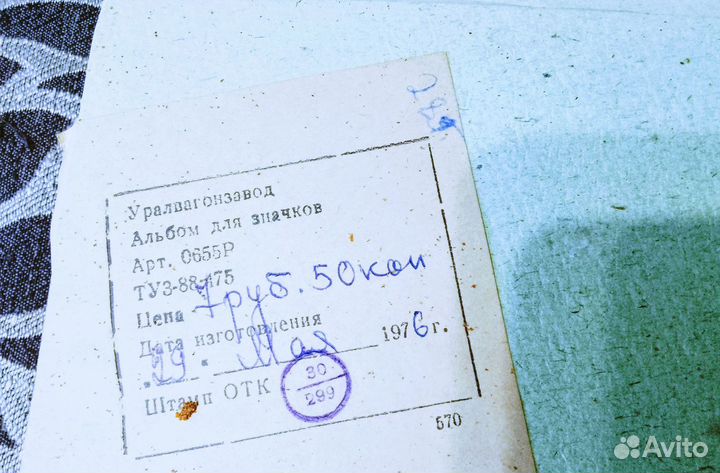 Уралвагонзавод
Альбом для значков
Арт. 0655Р
ТУЗ-88-175
Цена 7руб. 50коп
Дата изготовления
29 " Мая 1976г.
Штамп ОТК 30 299
570
Avito